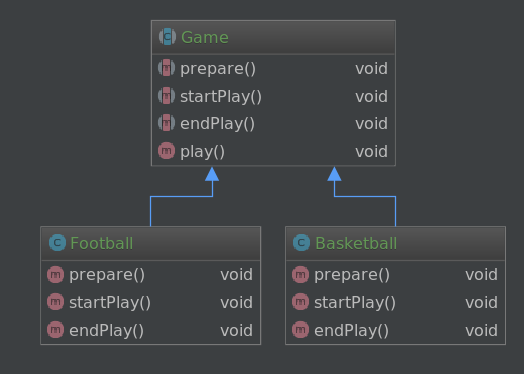 C Game
m prepare() void
m startPlay() void
m endPlay() void
m play() void
C Football
m prepare() void
m startPlay() void
m endPlay() void
C Basketball
m prepare() void
m startPlay() void
m endPlay() void